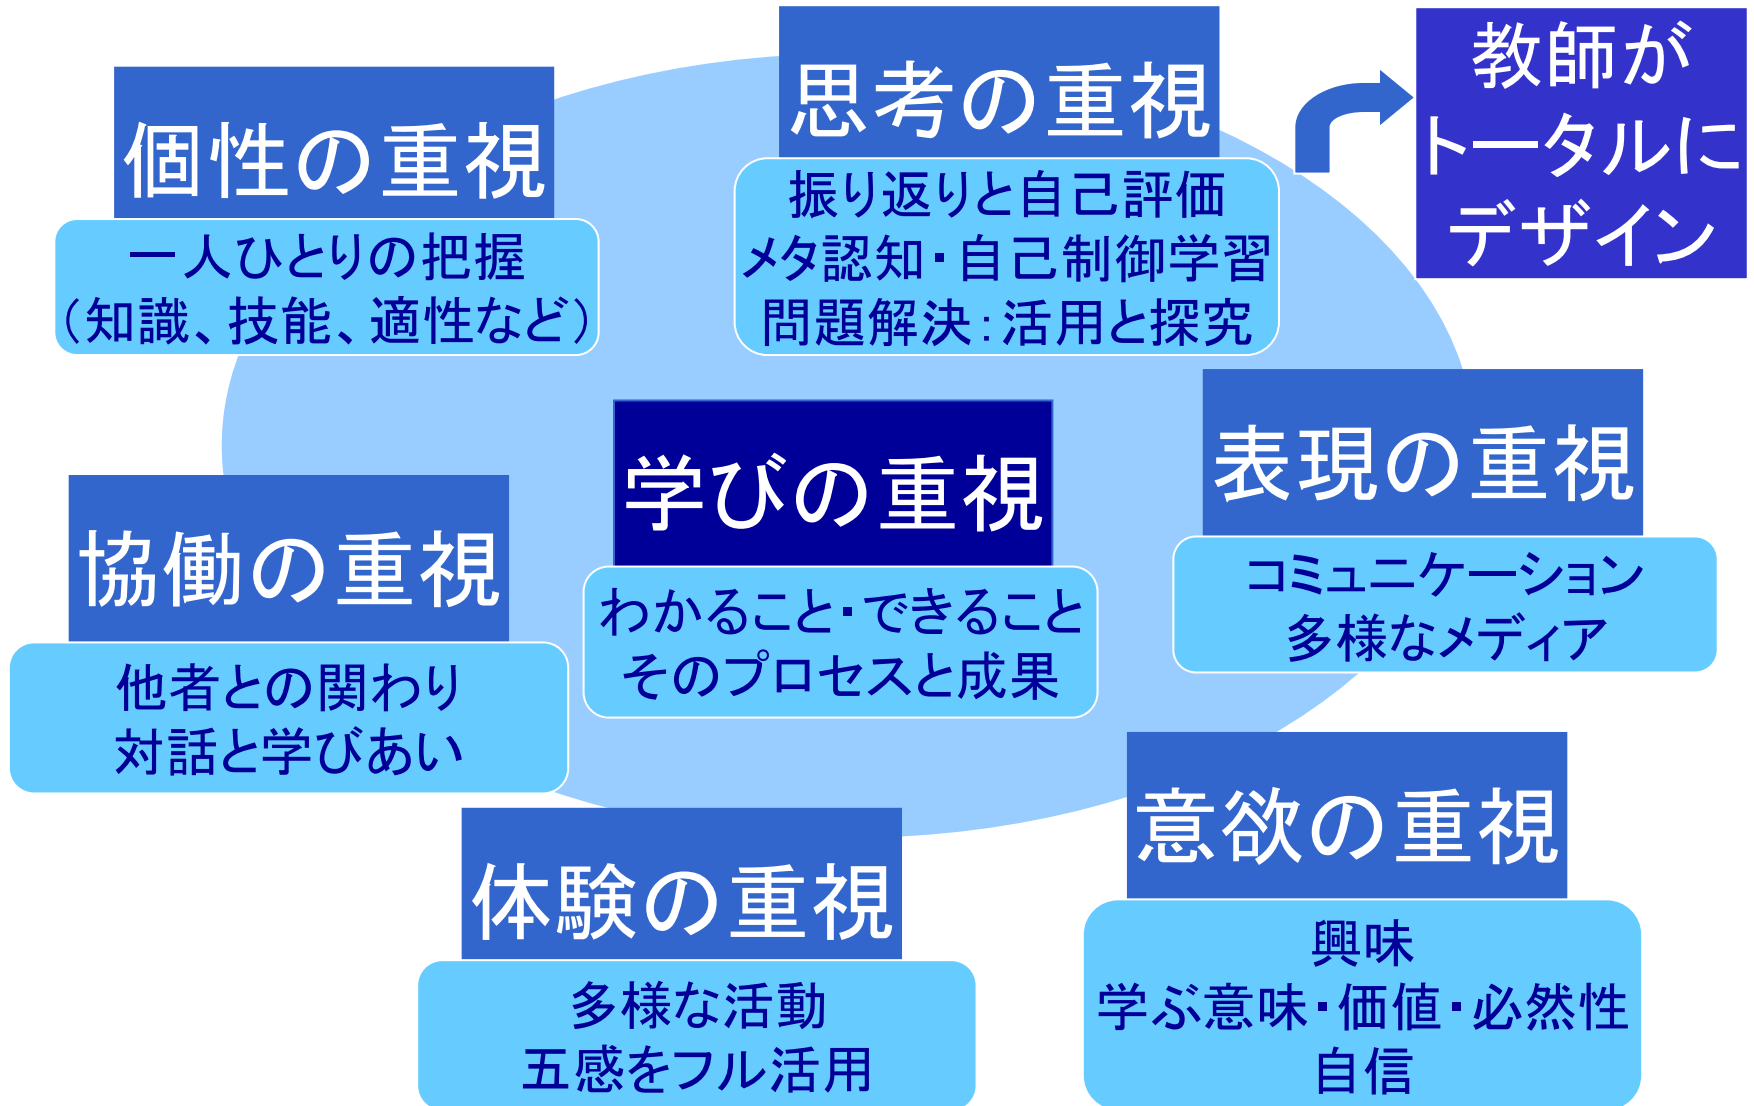 個性の重視
一人ひとりの把握
（知識、技能、適性など）
思考の重視
振り返りと自己評価
メタ認知・自己制御学習
問題解決：活用と探究
教師が
トータルに
デザイン
学びの重視
わかること・できること
そのプロセスと成果
表現の重視
コミュニケーション
多様なメディア
協働の重視
他者との関わり
対話と学びあい
体験の重視
多様な活動
五感をフル活用
意欲の重視
興味
学ぶ意味・価値・必然性
自信